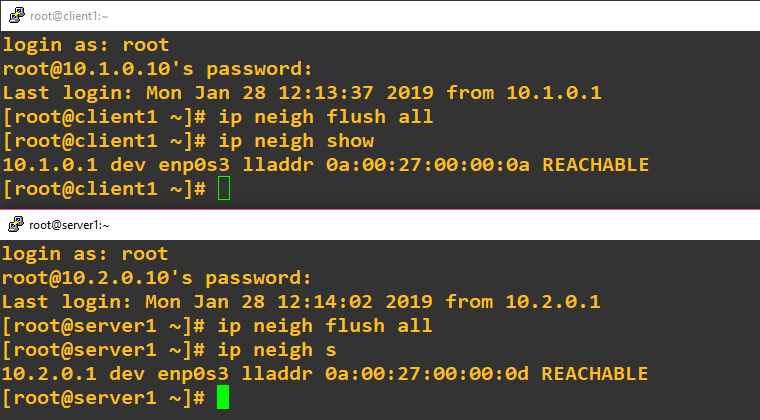 root@client1:~
login as: root
root@10.1.0.10's password:
Last login: Mon Jan 28 12:13:37 2019 from 10.1.0.1
[root@client1 ~]# ip neigh flush all
[root@client1 ~]# ip neigh show
10.1.0.1 dev enp0s3 lladdr 0a:00:27:00:00:0a REACHABLE
[root@client1 ~]#
root@server1:~
login as: root
root@10.2.0.10's password:
Last login: Mon Jan 28 12:14:02 2019 from 10.2.0.1
[root@server1 ~]# ip neigh flush all
[root@server1 ~]# ip neigh s
10.2.0.1 dev enp0s3 lladdr 0a:00:27:00:00:0d REACHABLE
[root@server1 ~]#